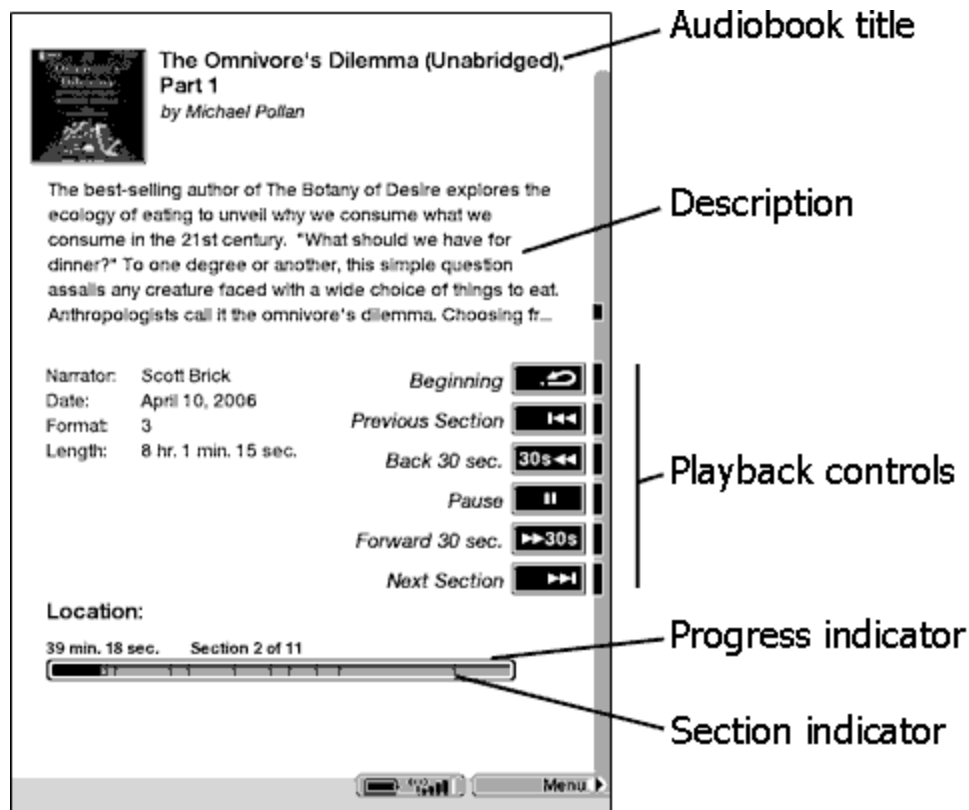 Audiobook title
The Omnivore's Dilemma (Unabridged),
Part 1
by Michael Pollan
Omnivore's
Dilemma
The best-selling author of The Botany of Desire explores the
ecology of eating to unveil why we consume what we
consume in the 21st century. "What should we have for
dinner?" To one degree or another, this simple question
assails any creature faced with a wide choice of things to eat.
Anthropologists call it the omnivore's dilemma. Choosing fr...
Description
Narrator: Scott Brick
Date: April 10, 2006
Format: 3
Length: 8 hr. 1 min. 15 sec.
Beginning
Previous Section
Back 30 sec. 30s
Pause
Forward 30 sec. 30s
Next Section
Playback controls
Location:
39 min. 18 sec. Section 2 of 11
Progress indicator
Section indicator
Menu